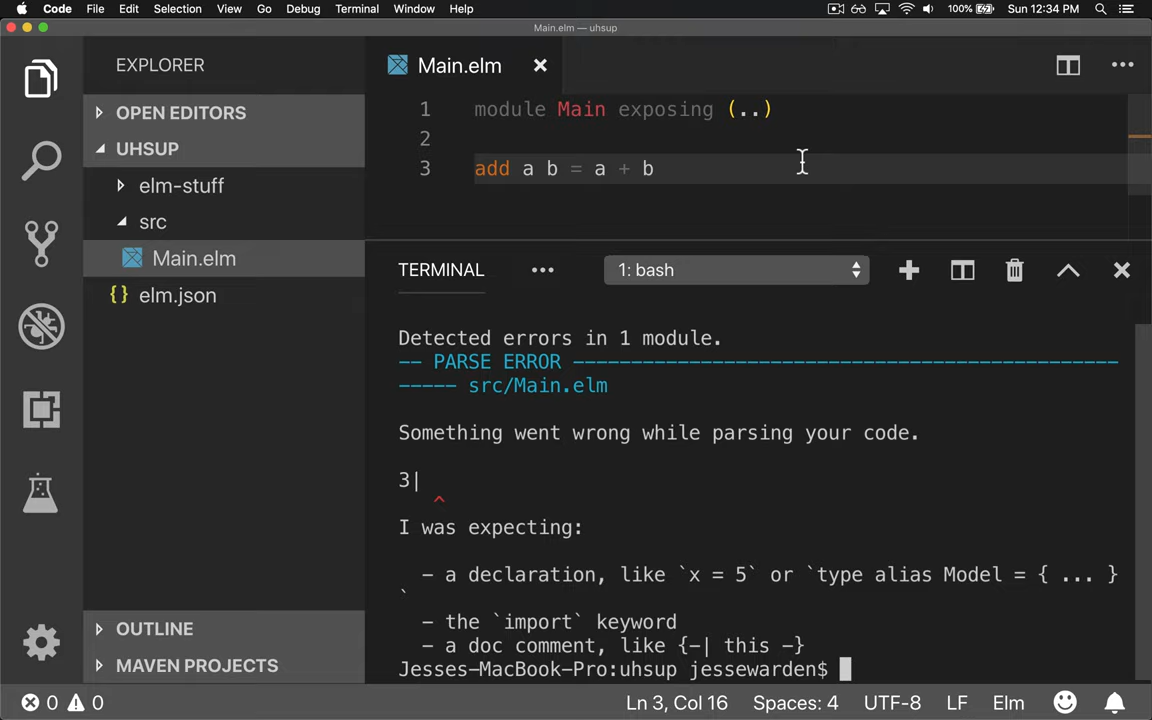 Code File Edit Selection View Go Debug Terminal Window Help 100% Sun 12:34 PM
Main.elm — uhsup
EXPLORER
OPEN EDITORS
UHSUP
elm-stuff
src
Main.elm
{} elm.json
OUTLINE
MAVEN PROJECTS
Main.elm
1 module Main exposing (..)
2
3 add a b = a + b
TERMINAL ••• 1: bash
Detected errors in 1 module.
-- PARSE ERROR -----------------------------------------------
----- src/Main.elm
Something went wrong while parsing your code.
3|
^
I was expecting:
- a declaration, like `x = 5` or `type alias Model = { ... }
`
- the `import` keyword
- a doc comment, like {-| this -}
Jesses-MacBook-Pro:uhsup jessewarden$
0 0 Ln 3, Col 16 Spaces: 4 UTF-8 LF Elm